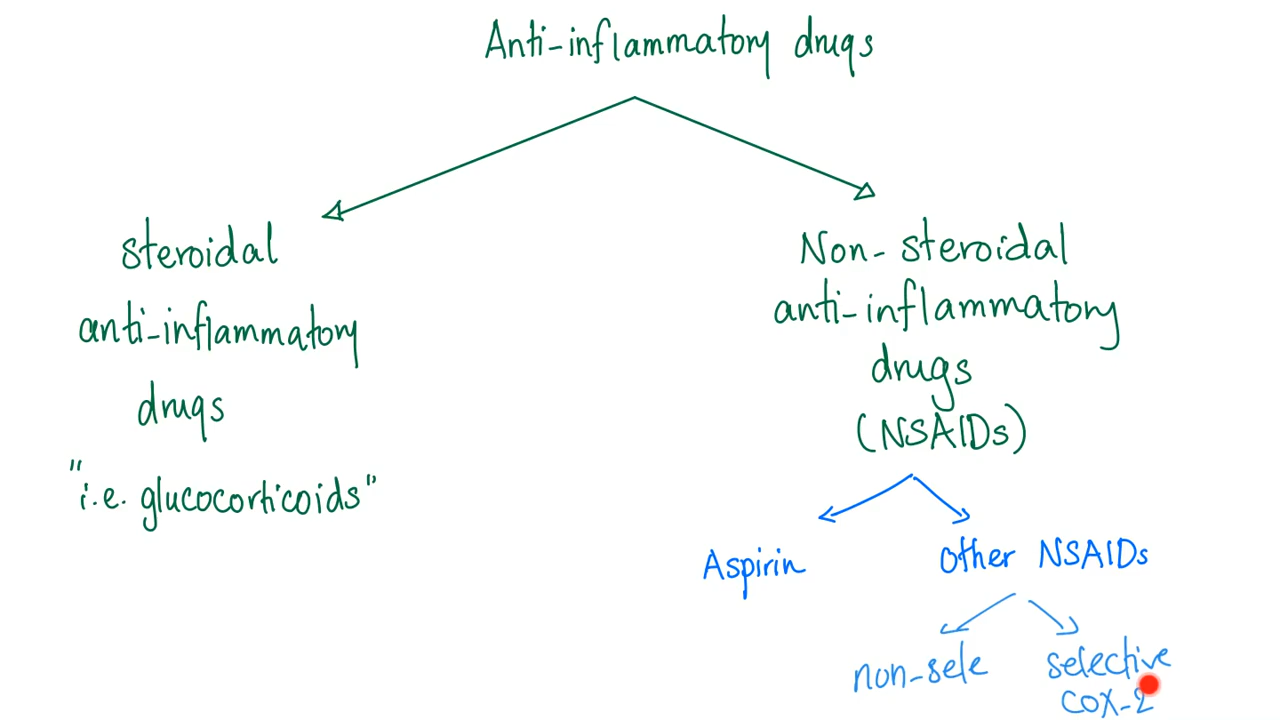 Anti-inflammatory drugs
steroidal
anti-inflammatory
drugs
"i.e. glucocorticoids"
Non-steroidal
anti-inflammatory
drugs
(NSAIDs)
Aspirin
other NSAIDs
non-sele
selective
COX-2